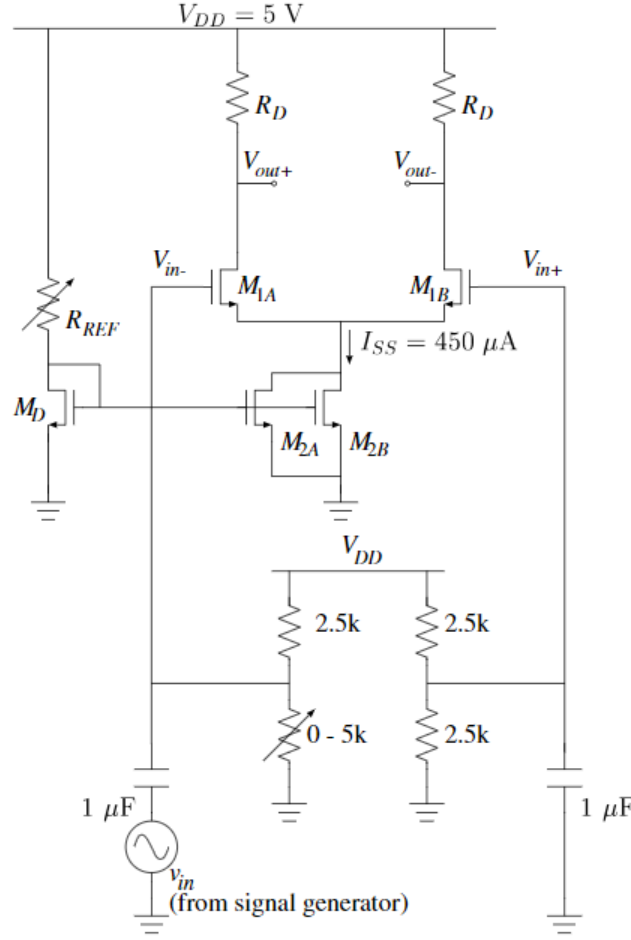 V_DD = 5 V
R_D R_D
V_out+ V_out-
V_in- V_in+
M_1A M_1B
R_REF I_SS = 450 μA
M_D
M_2A M_2B
V_DD
2.5k 2.5k
0 - 5k 2.5k
1 μF 1 μF
v_in
(from signal generator)